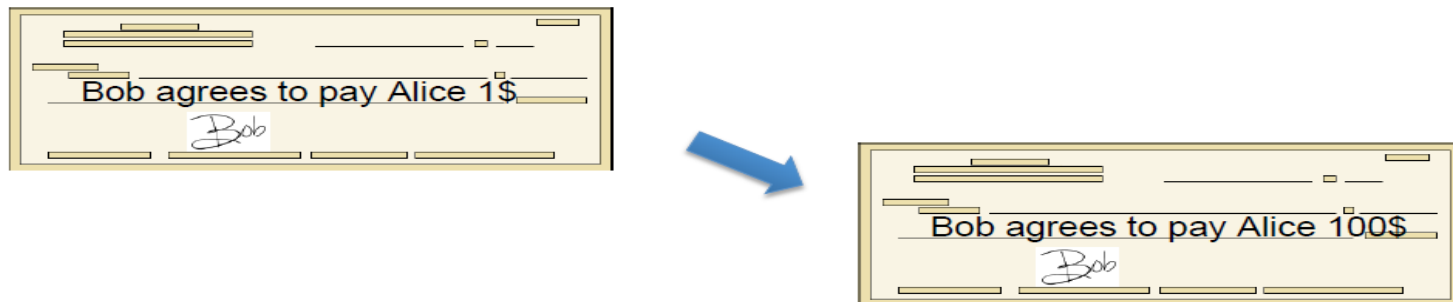 Bob agrees to pay Alice 1$
Bob
Bob agrees to pay Alice 100$
Bob